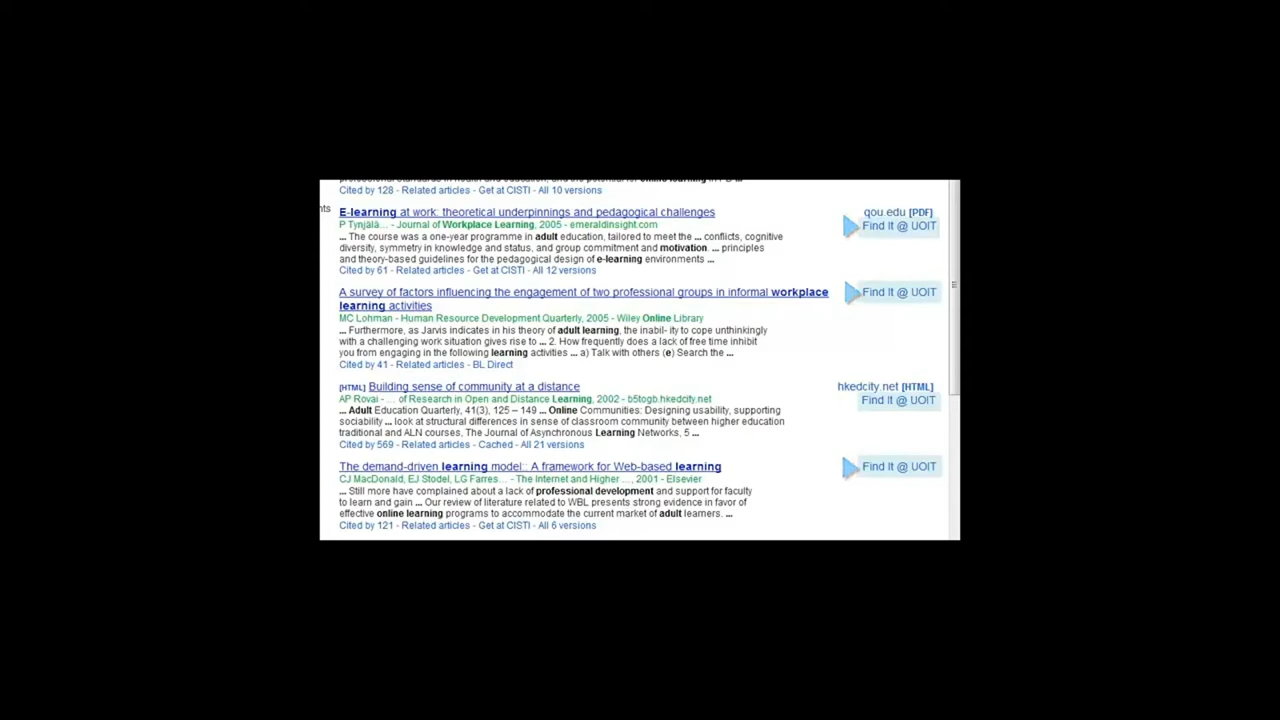 Cited by 128 - Related articles - Get at CISTI - All 10 versions
nts
E-learning at work: theoretical underpinnings and pedagogical challenges
qou.edu [PDF]
P Tynjälä... - Journal of Workplace Learning, 2005 - emeraldinsight.com
Find It @ UOIT
... The course was a one-year programme in adult education, tailored to meet the ... conflicts, cognitive
diversity, symmetry in knowledge and status, and group commitment and motivation. ... principles
and theory-based guidelines for the pedagogical design of e-learning environments ...
Cited by 61 - Related articles - Get at CISTI - All 12 versions
A survey of factors influencing the engagement of two professional groups in informal workplace
learning activities
Find It @ UOIT
MC Lohman - Human Resource Development Quarterly, 2005 - Wiley Online Library
... Furthermore, as Jarvis indicates in his theory of adult learning, the inabil- ity to cope unthinkingly
with a challenging work situation gives rise to ... 2. How frequently does a lack of free time inhibit
you from engaging in the following learning activities ... a) Talk with others (e) Search the ...
Cited by 41 - Related articles - BL Direct
[HTML] Building sense of community at a distance
hkedcity.net [HTML]
AP Rovai - ... of Research in Open and Distance Learning, 2002 - b5togb.hkedcity.net
Find It @ UOIT
... Adult Education Quarterly, 41(3), 125 – 149 ... Online Communities: Designing usability, supporting
sociability ... look at structural differences in sense of classroom community between higher education
traditional and ALN courses, The Journal of Asynchronous Learning Networks, 5 ...
Cited by 569 - Related articles - Cached - All 21 versions
The demand-driven learning model:: A framework for Web-based learning
Find It @ UOIT
CJ MacDonald, EJ Stodel, LG Farres... - The Internet and Higher ..., 2001 - Elsevier
... Still more have complained about a lack of professional development and support for faculty
to learn and gain ... Our review of literature related to WBL presents strong evidence in favor of
effective online learning programs to accommodate the current market of adult learners. ...
Cited by 121 - Related articles - Get at CISTI - All 6 versions